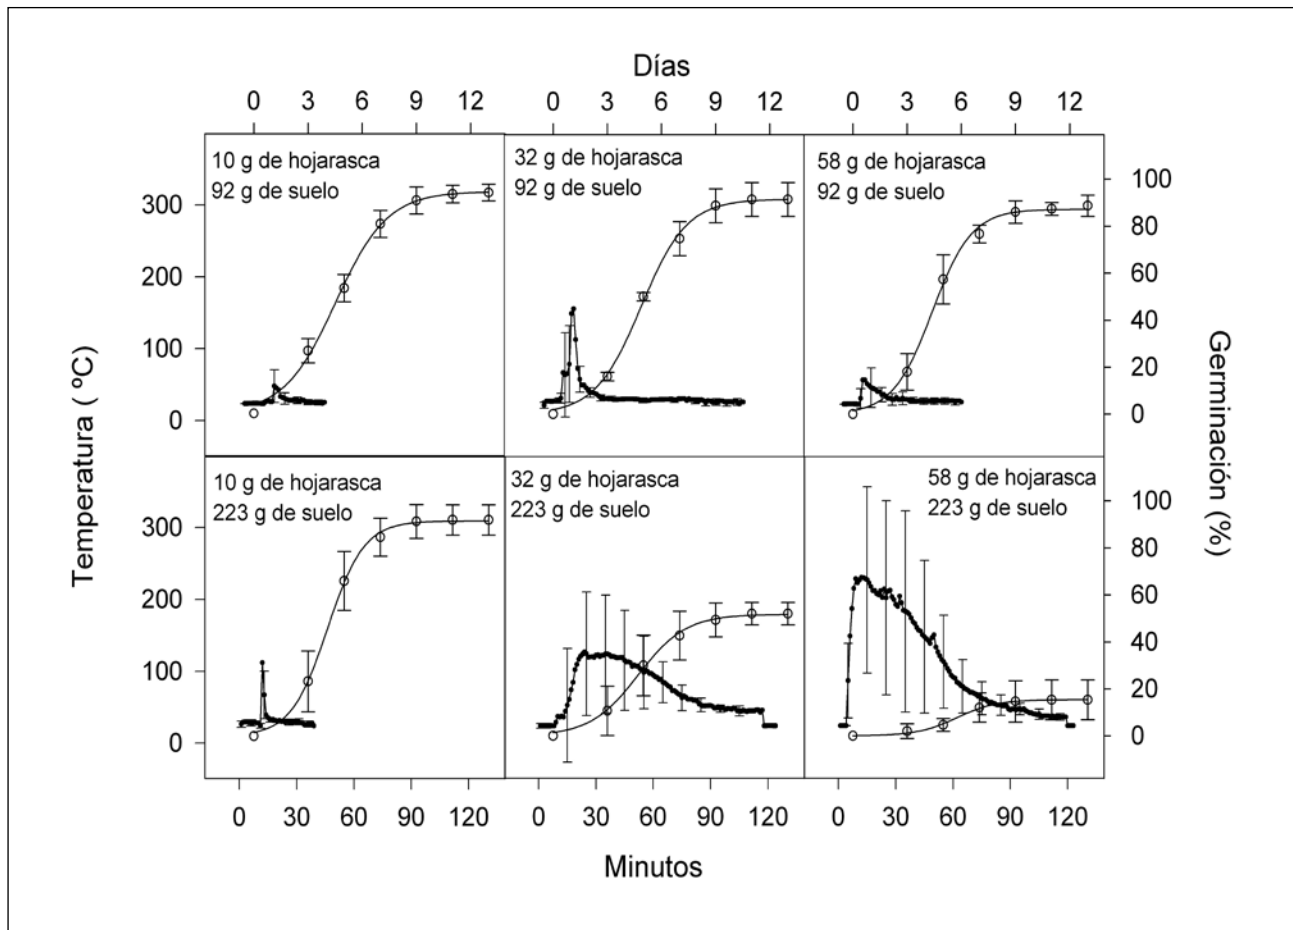 Días
0 3 6 9 12 0 3 6 9 12 0 3 6 9 12
10 g de hojarasca
92 g de suelo
32 g de hojarasca
92 g de suelo
58 g de hojarasca
92 g de suelo
300
200
100
0
100
80
60
40
20
0
Temperatura ( ºC)
Germinación (%)
10 g de hojarasca
223 g de suelo
32 g de hojarasca
223 g de suelo
58 g de hojarasca
223 g de suelo
300
200
100
0
100
80
60
40
20
0
0 30 60 90 120 0 30 60 90 120 0 30 60 90 120
Minutos